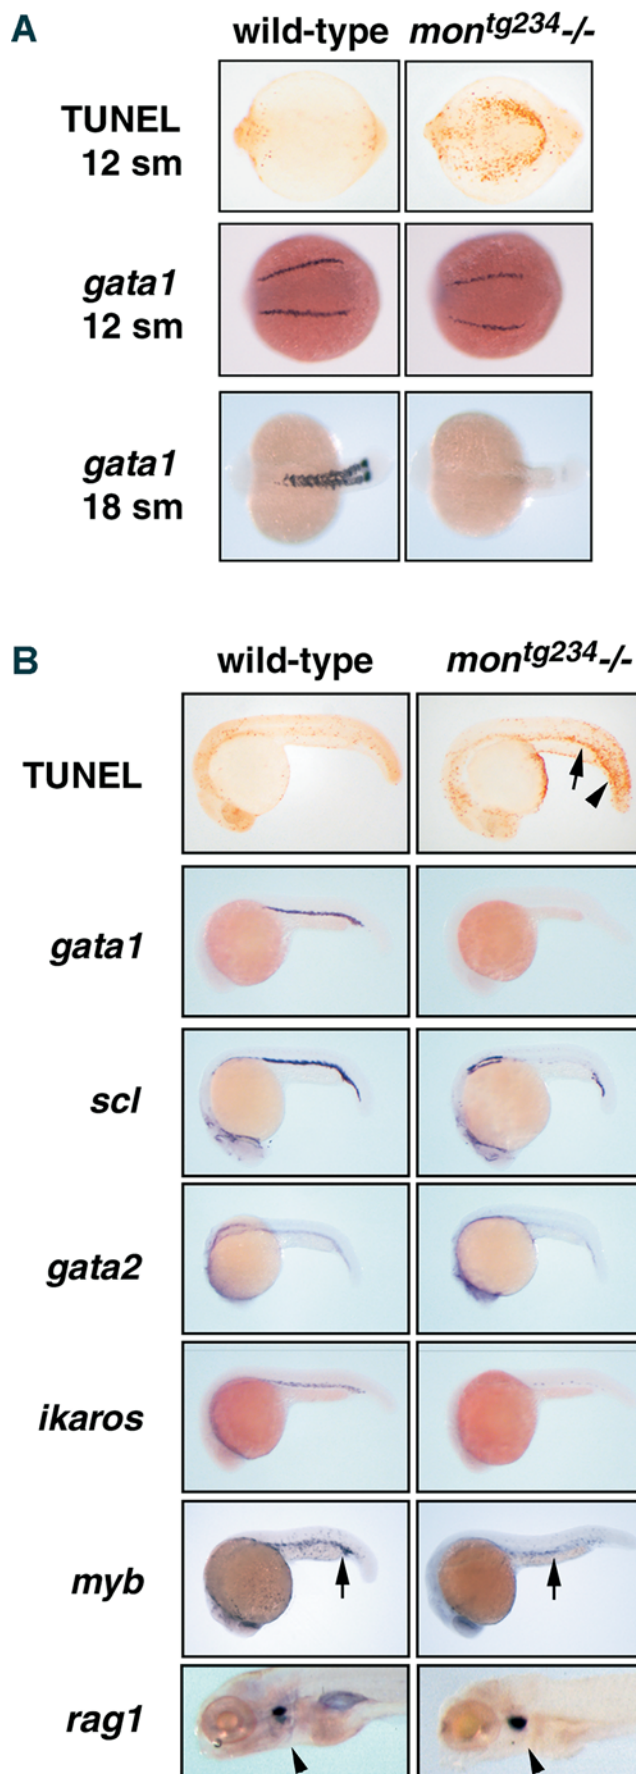 A
wild-type mon^tg234-/-
TUNEL
12 sm
gata1
12 sm
gata1
18 sm
B
wild-type mon^tg234-/-
TUNEL
gata1
scl
gata2
ikaros
myb
rag1